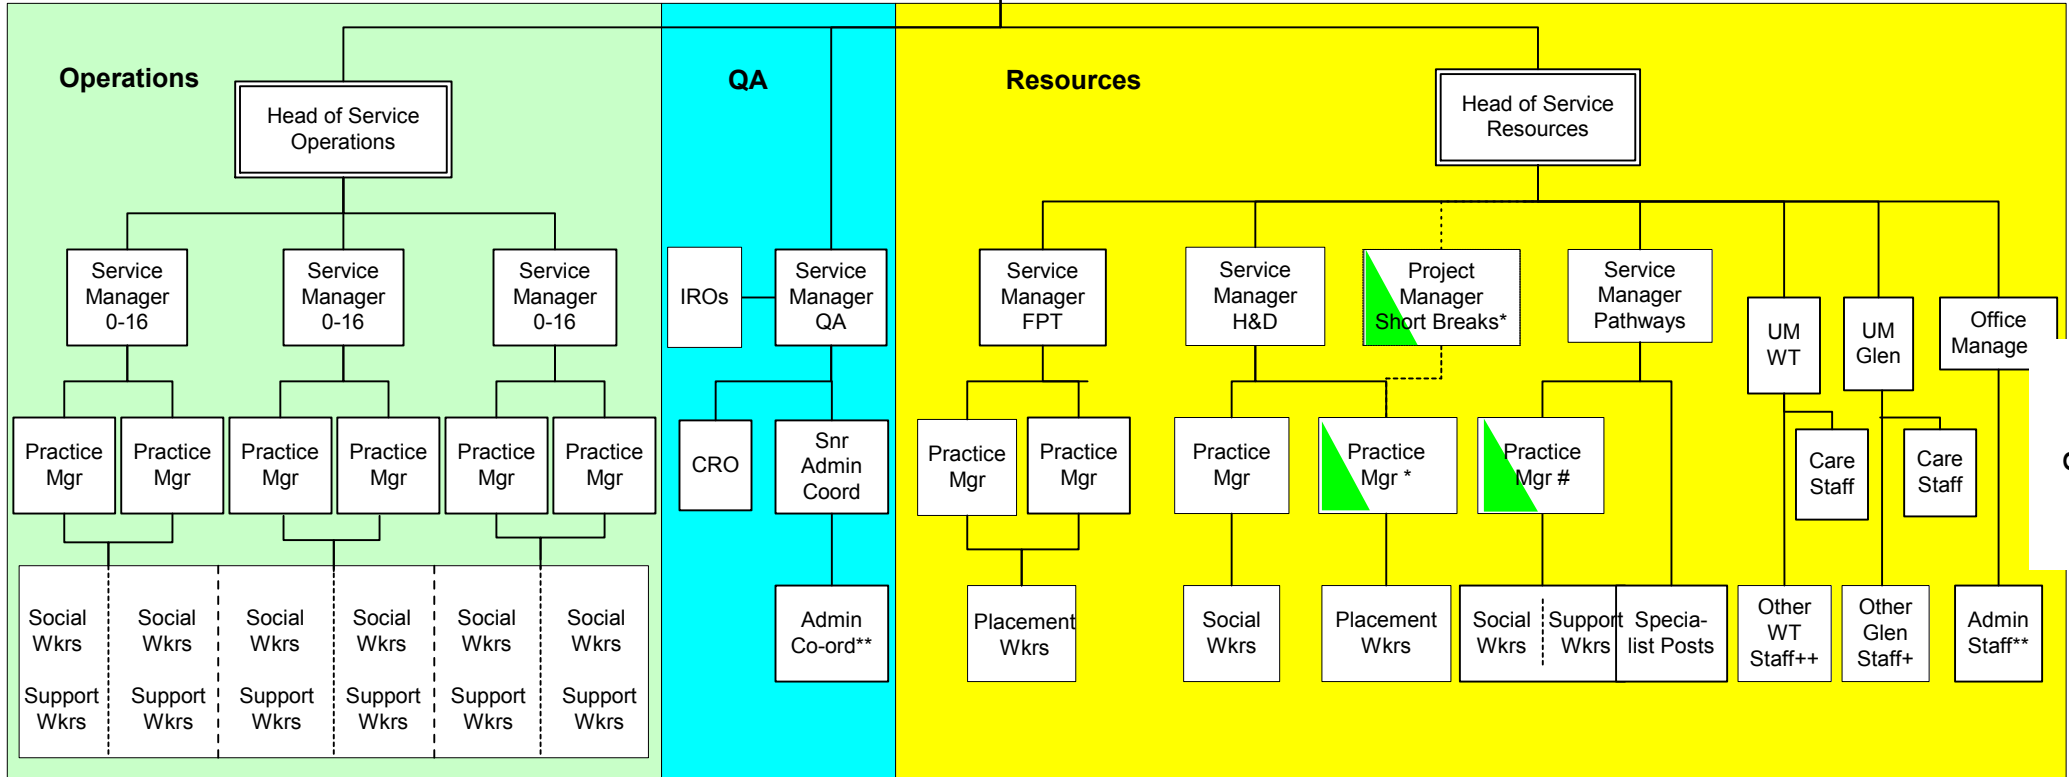 Operations
QA
Resources
Head of Service
Operations
Head of Service
Resources
Service
Manager
0-16
Service
Manager
0-16
Service
Manager
0-16
IROs
Service
Manager
QA
Service
Manager
FPT
Service
Manager
H&D
Project
Manager
Short Breaks*
Service
Manager
Pathways
UM
WT
UM
Glen
Office
Manage
Practice
Mgr
Practice
Mgr
Practice
Mgr
Practice
Mgr
Practice
Mgr
Practice
Mgr
CRO
Snr
Admin
Coord
Practice
Mgr
Practice
Mgr
Practice
Mgr
Practice
Mgr *
Practice
Mgr #
Care
Staff
Care
Staff
Social
Wkrs
Social
Wkrs
Social
Wkrs
Social
Wkrs
Social
Wkrs
Social
Wkrs
Support
Wkrs
Support
Wkrs
Support
Wkrs
Support
Wkrs
Support
Wkrs
Support
Wkrs
Admin
Co-ord**
Placement
Wkrs
Social
Wkrs
Placement
Wkrs
Social
Wkrs
Support
Wkrs
Specia-
list Posts
Other
WT
Staff++
Other
Glen
Staff+
Admin
Staff**